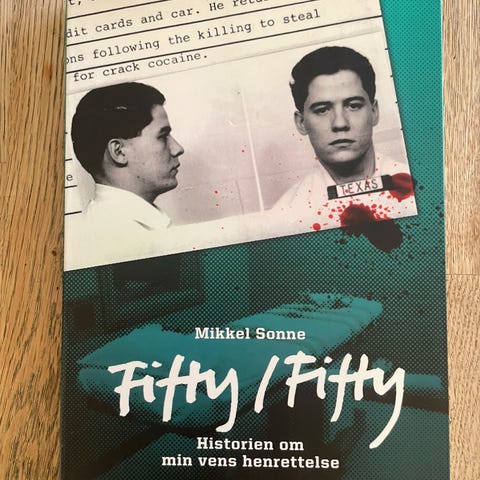 dit cards and car. He retu
ons following the killing to steal
for crack cocaine.
TEXAS
Mikkel Sonne
Fifty/Fifty
Historien om
min vens henrettelse